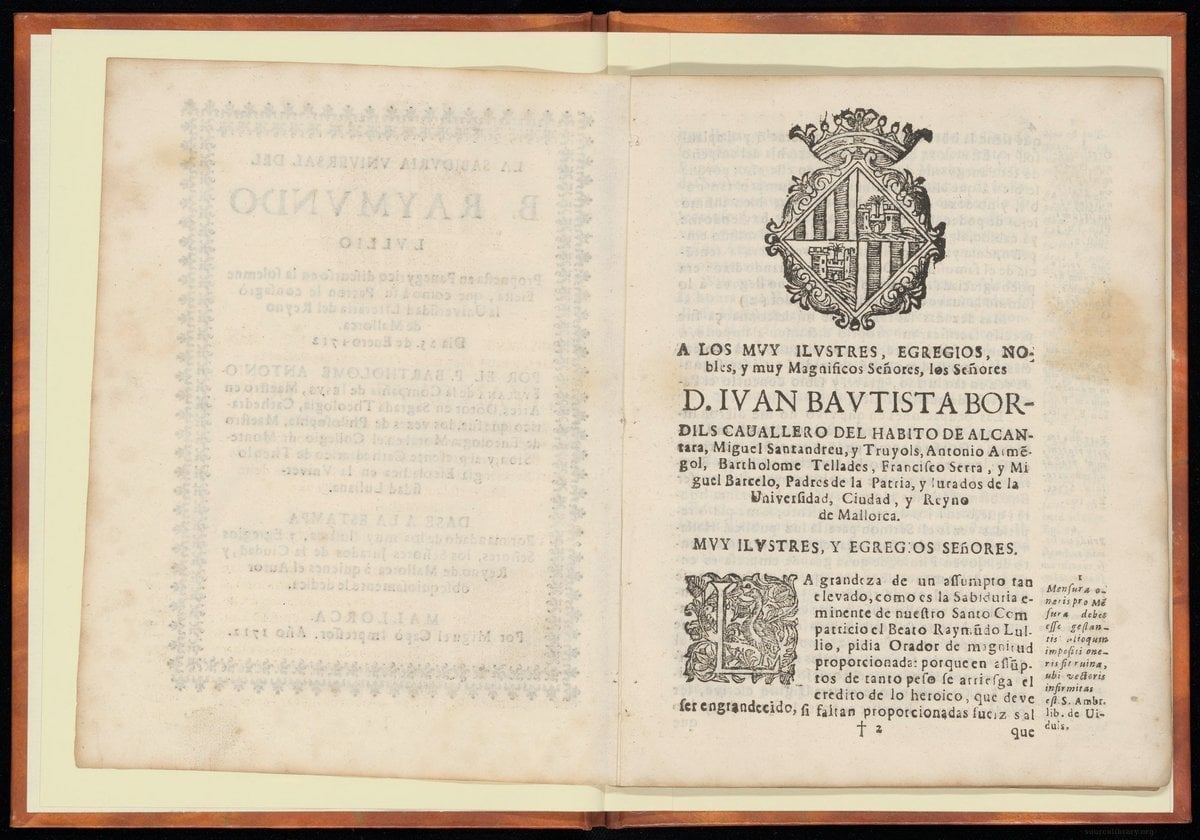 A LOS MVY ILVSTRES, EGREGIOS, NO-
bles, y muy Magnificos Señores, los Señores
D. IVAN BAVTISTA BOR-
DILS CAUALLERO DEL HABITO DE ALCAN-
tara, Miguel Santandreu, y Truyols, Antonio Armē
gol, Bartholome Tellades, Francisco Serra, y Mi
guel Barcelo, Padres de la Patria, y Iurados de la
Universidad, Ciudad, y Reyno
de Mallorca.
MVY ILVSTRES, Y EGREGIOS SEñORES.
LA grandeza de un assumpto tan
elevado, como es la Sabiduria e-
minente de nuestro Santo Com
patricio el Beato Raymūdo Lul-
lio, pidia Orador de magnitud
proporcionada: porque en assūp
tos de tanto peso se arriesga el
credito de lo heroico, que deve
ser engrandecido, si faltan proporcionadas fuerzas al
† 2
que
1
Mensura o-
neris pro Mē
sura debet
esse gestan-
tis alioquin
impositi one-
ris fit ruina,
ubi vectoris
infirmitas
est S. Ambr.
lib. de Ui-
duis.
sourcelibrary.org